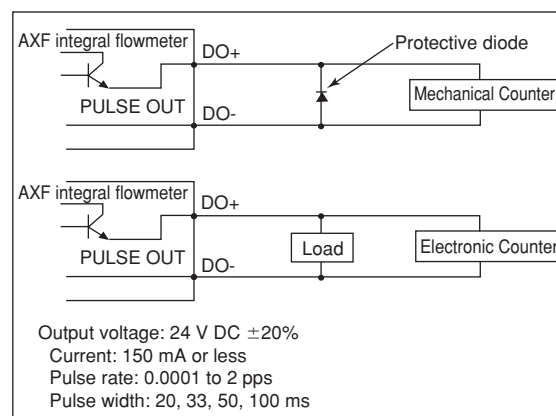 AXF integral flowmeter
DO+
Protective diode
PULSE OUT
Mechanical Counter
DO-
AXF integral flowmeter
DO+
Load
Electronic Counter
PULSE OUT
DO-
Output voltage: 24 V DC ±20%
Current: 150 mA or less
Pulse rate: 0.0001 to 2 pps
Pulse width: 20, 33, 50, 100 ms